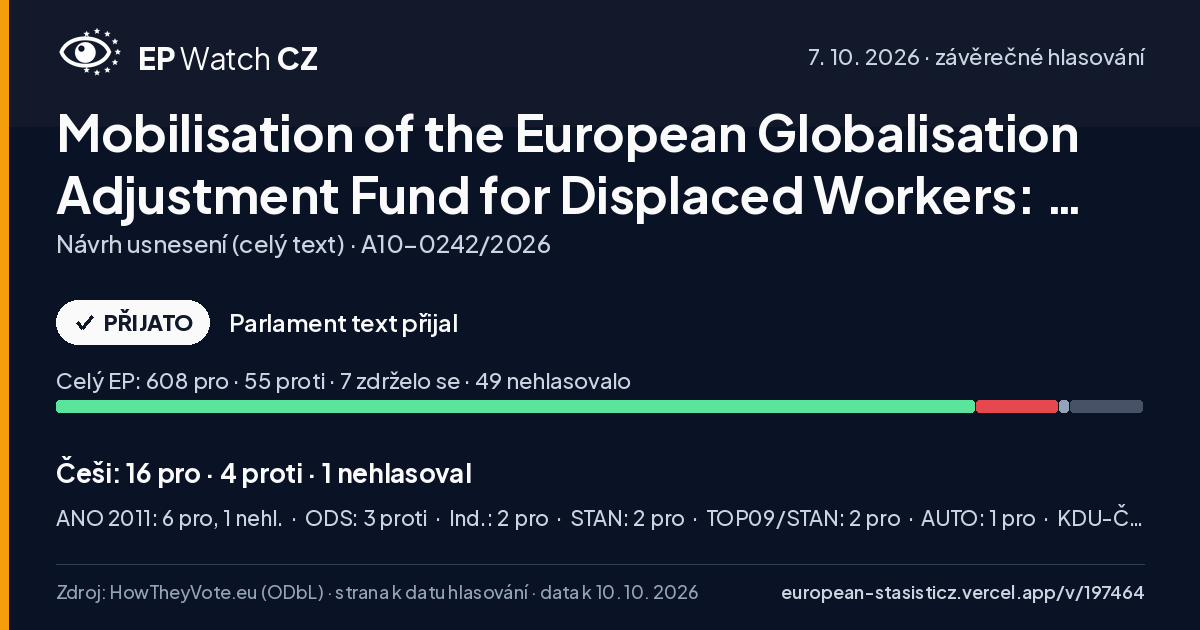 EP Watch CZ
7. 10. 2026 · závěrečné hlasování
Mobilisation of the European Globalisation
Adjustment Fund for Displaced Workers: …
Návrh usnesení (celý text) · A10–0242/2026
✓ PŘIJATO
Parlament text přijal
Celý EP: 608 pro · 55 proti · 7 zdrželo se · 49 nehlasovalo
Češi: 16 pro · 4 proti · 1 nehlasoval
ANO 2011: 6 pro, 1 nehl. · ODS: 3 proti · Ind.: 2 pro · STAN: 2 pro · TOP09/STAN: 2 pro · AUTO: 1 pro · KDU-Č…
Zdroj: HowTheyVote.eu (ODbL) · strana k datu hlasování · data k 10. 10. 2026
european-stasisticz.vercel.app/v/197464